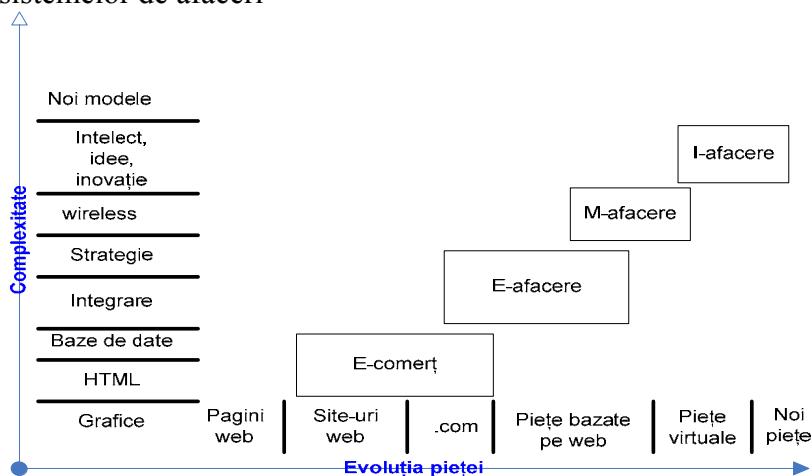 sistemelor de afaceri
Noi modele
Intelect,
idee,
inovație
wireless
Strategie
Integrare
Baze de date
HTML
Grafice
Complexitate
I-afacere
M-afacere
E-afacere
E-comerț
Pagini
web
Site-uri
web
.com
Piețe bazate
pe web
Piețe
virtuale
Noi
piețe
Evoluția pieței